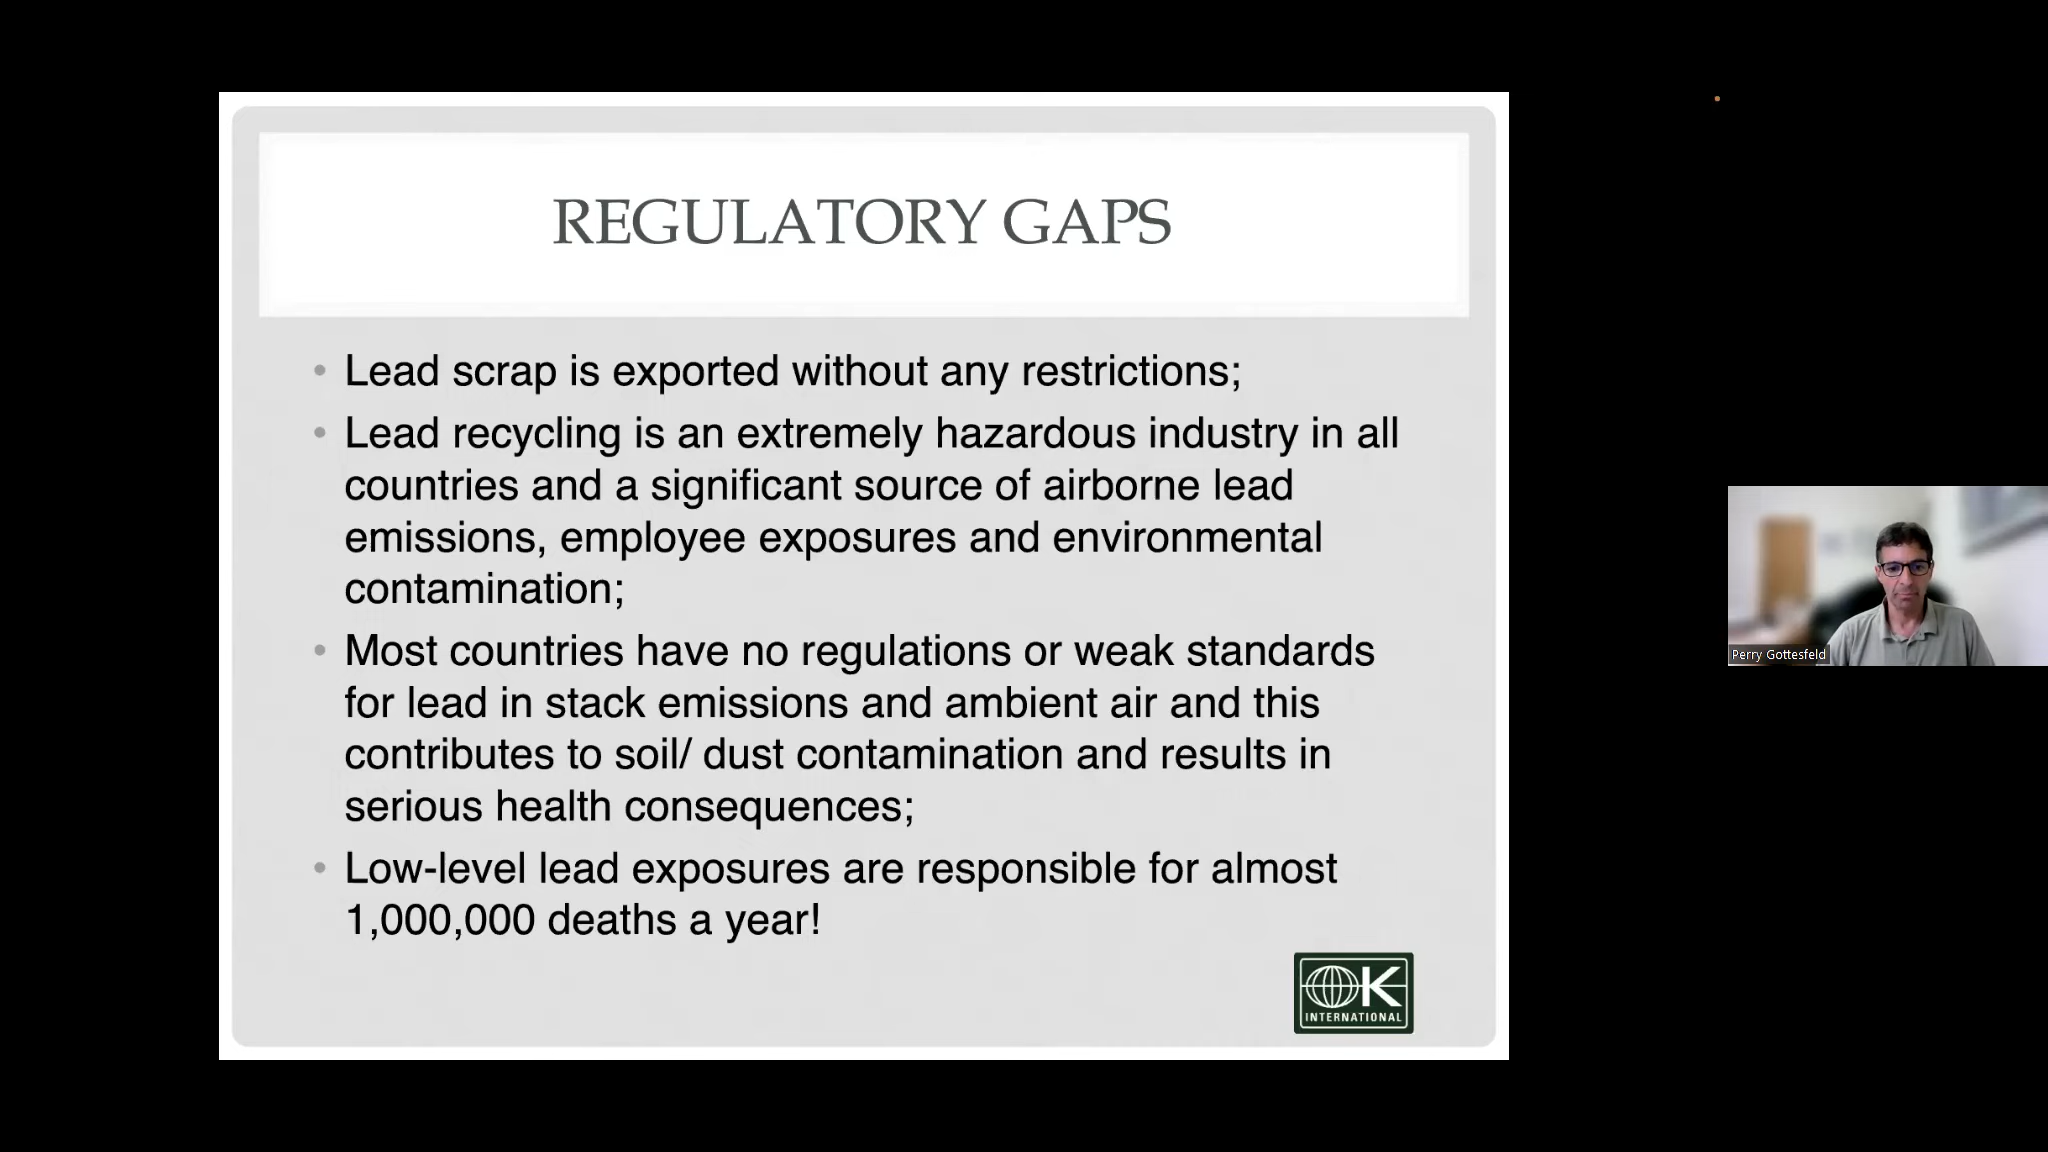 REGULATORY GAPS
• Lead scrap is exported without any restrictions;
• Lead recycling is an extremely hazardous industry in all
countries and a significant source of airborne lead
emissions, employee exposures and environmental
contamination;
• Most countries have no regulations or weak standards
for lead in stack emissions and ambient air and this
contributes to soil/ dust contamination and results in
serious health consequences;
• Low-level lead exposures are responsible for almost
1,000,000 deaths a year!
OK
INTERNATIONAL
Perry Gottesfeld